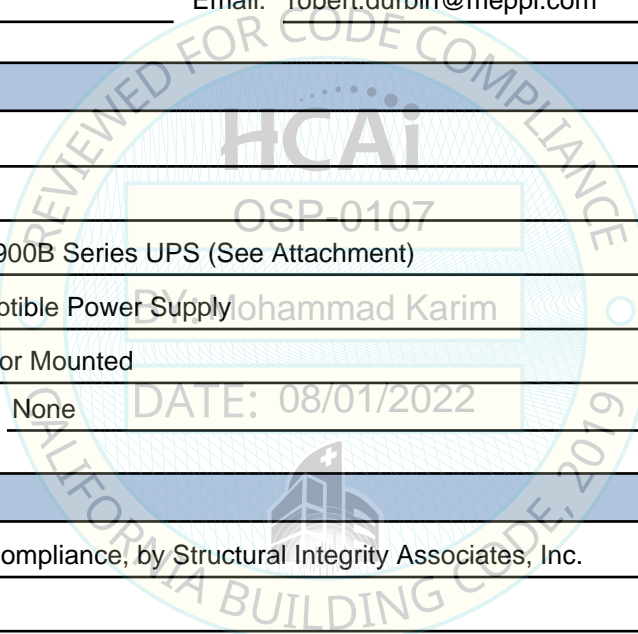 Email: robert.durbin@meppi.com
REVIEWED FOR CODE COMPLIANCE
HCAi
OSP-0107
900B Series UPS (See Attachment)
ptible Power Supply
BY: Mohammad Karim
or Mounted
None
DATE: 08/01/2022
ompliance, by Structural Integrity Associates, Inc.
CALIFORNIA BUILDING CODE, 2019